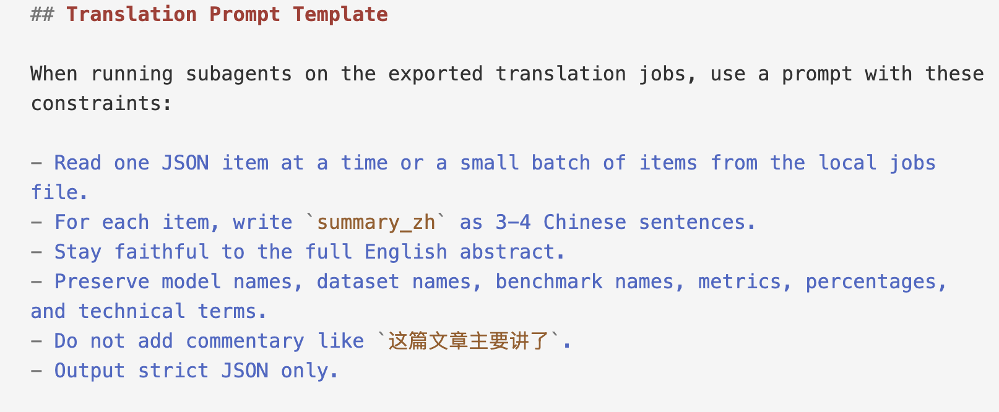 ## Translation Prompt Template
When running subagents on the exported translation jobs, use a prompt with these
constraints:
- Read one JSON item at a time or a small batch of items from the local jobs
file.
- For each item, write `summary_zh` as 3-4 Chinese sentences.
- Stay faithful to the full English abstract.
- Preserve model names, dataset names, benchmark names, metrics, percentages,
and technical terms.
- Do not add commentary like `这篇文章主要讲了`.
- Output strict JSON only.